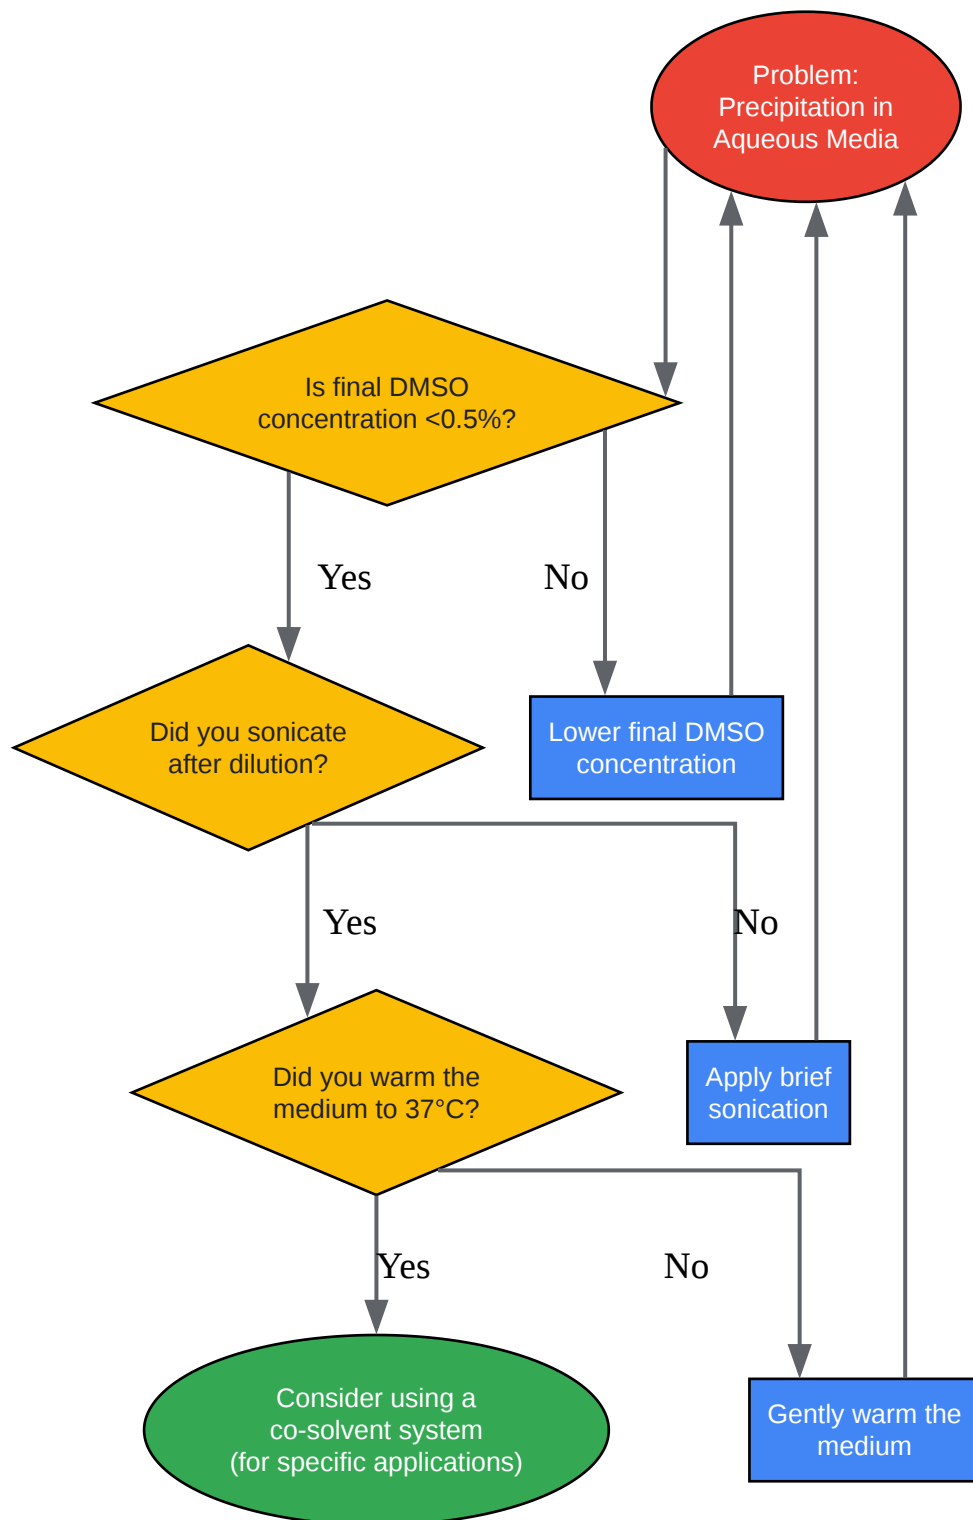 Problem:
Precipitation in
Aqueous Media
Is final DMSO
concentration <0.5%?
Yes
No
Did you sonicate
after dilution?
Lower final DMSO
concentration
Yes
No
Did you warm the
medium to 37°C?
Apply brief
sonication
Yes
No
Consider using a
co-solvent system
(for specific applications)
Gently warm the
medium